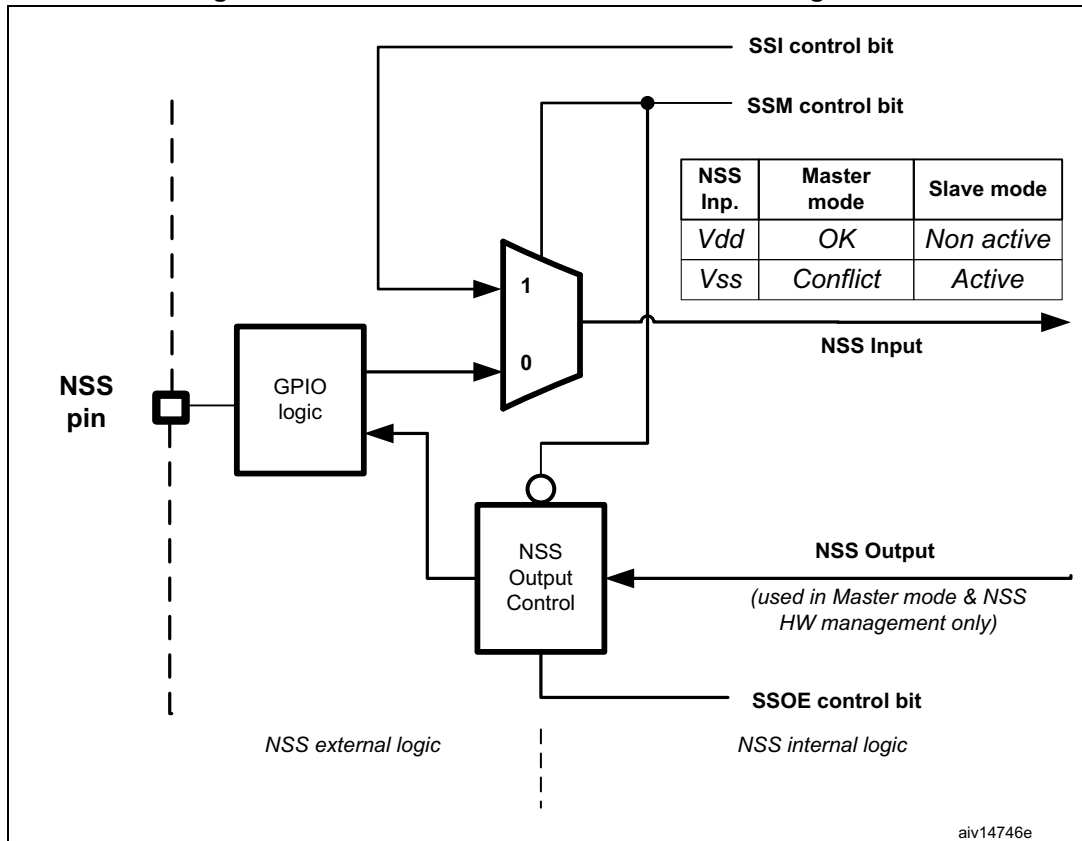 SSI control bit
SSM control bit
NSS Inp.
Master mode
Slave mode
Vdd
OK
Non active
Vss
Conflict
Active
1
0
NSS Input
NSS
pin
GPIO
logic
NSS
Output
Control
NSS Output
(used in Master mode & NSS
HW management only)
SSOE control bit
NSS external logic
NSS internal logic
aiv14746e